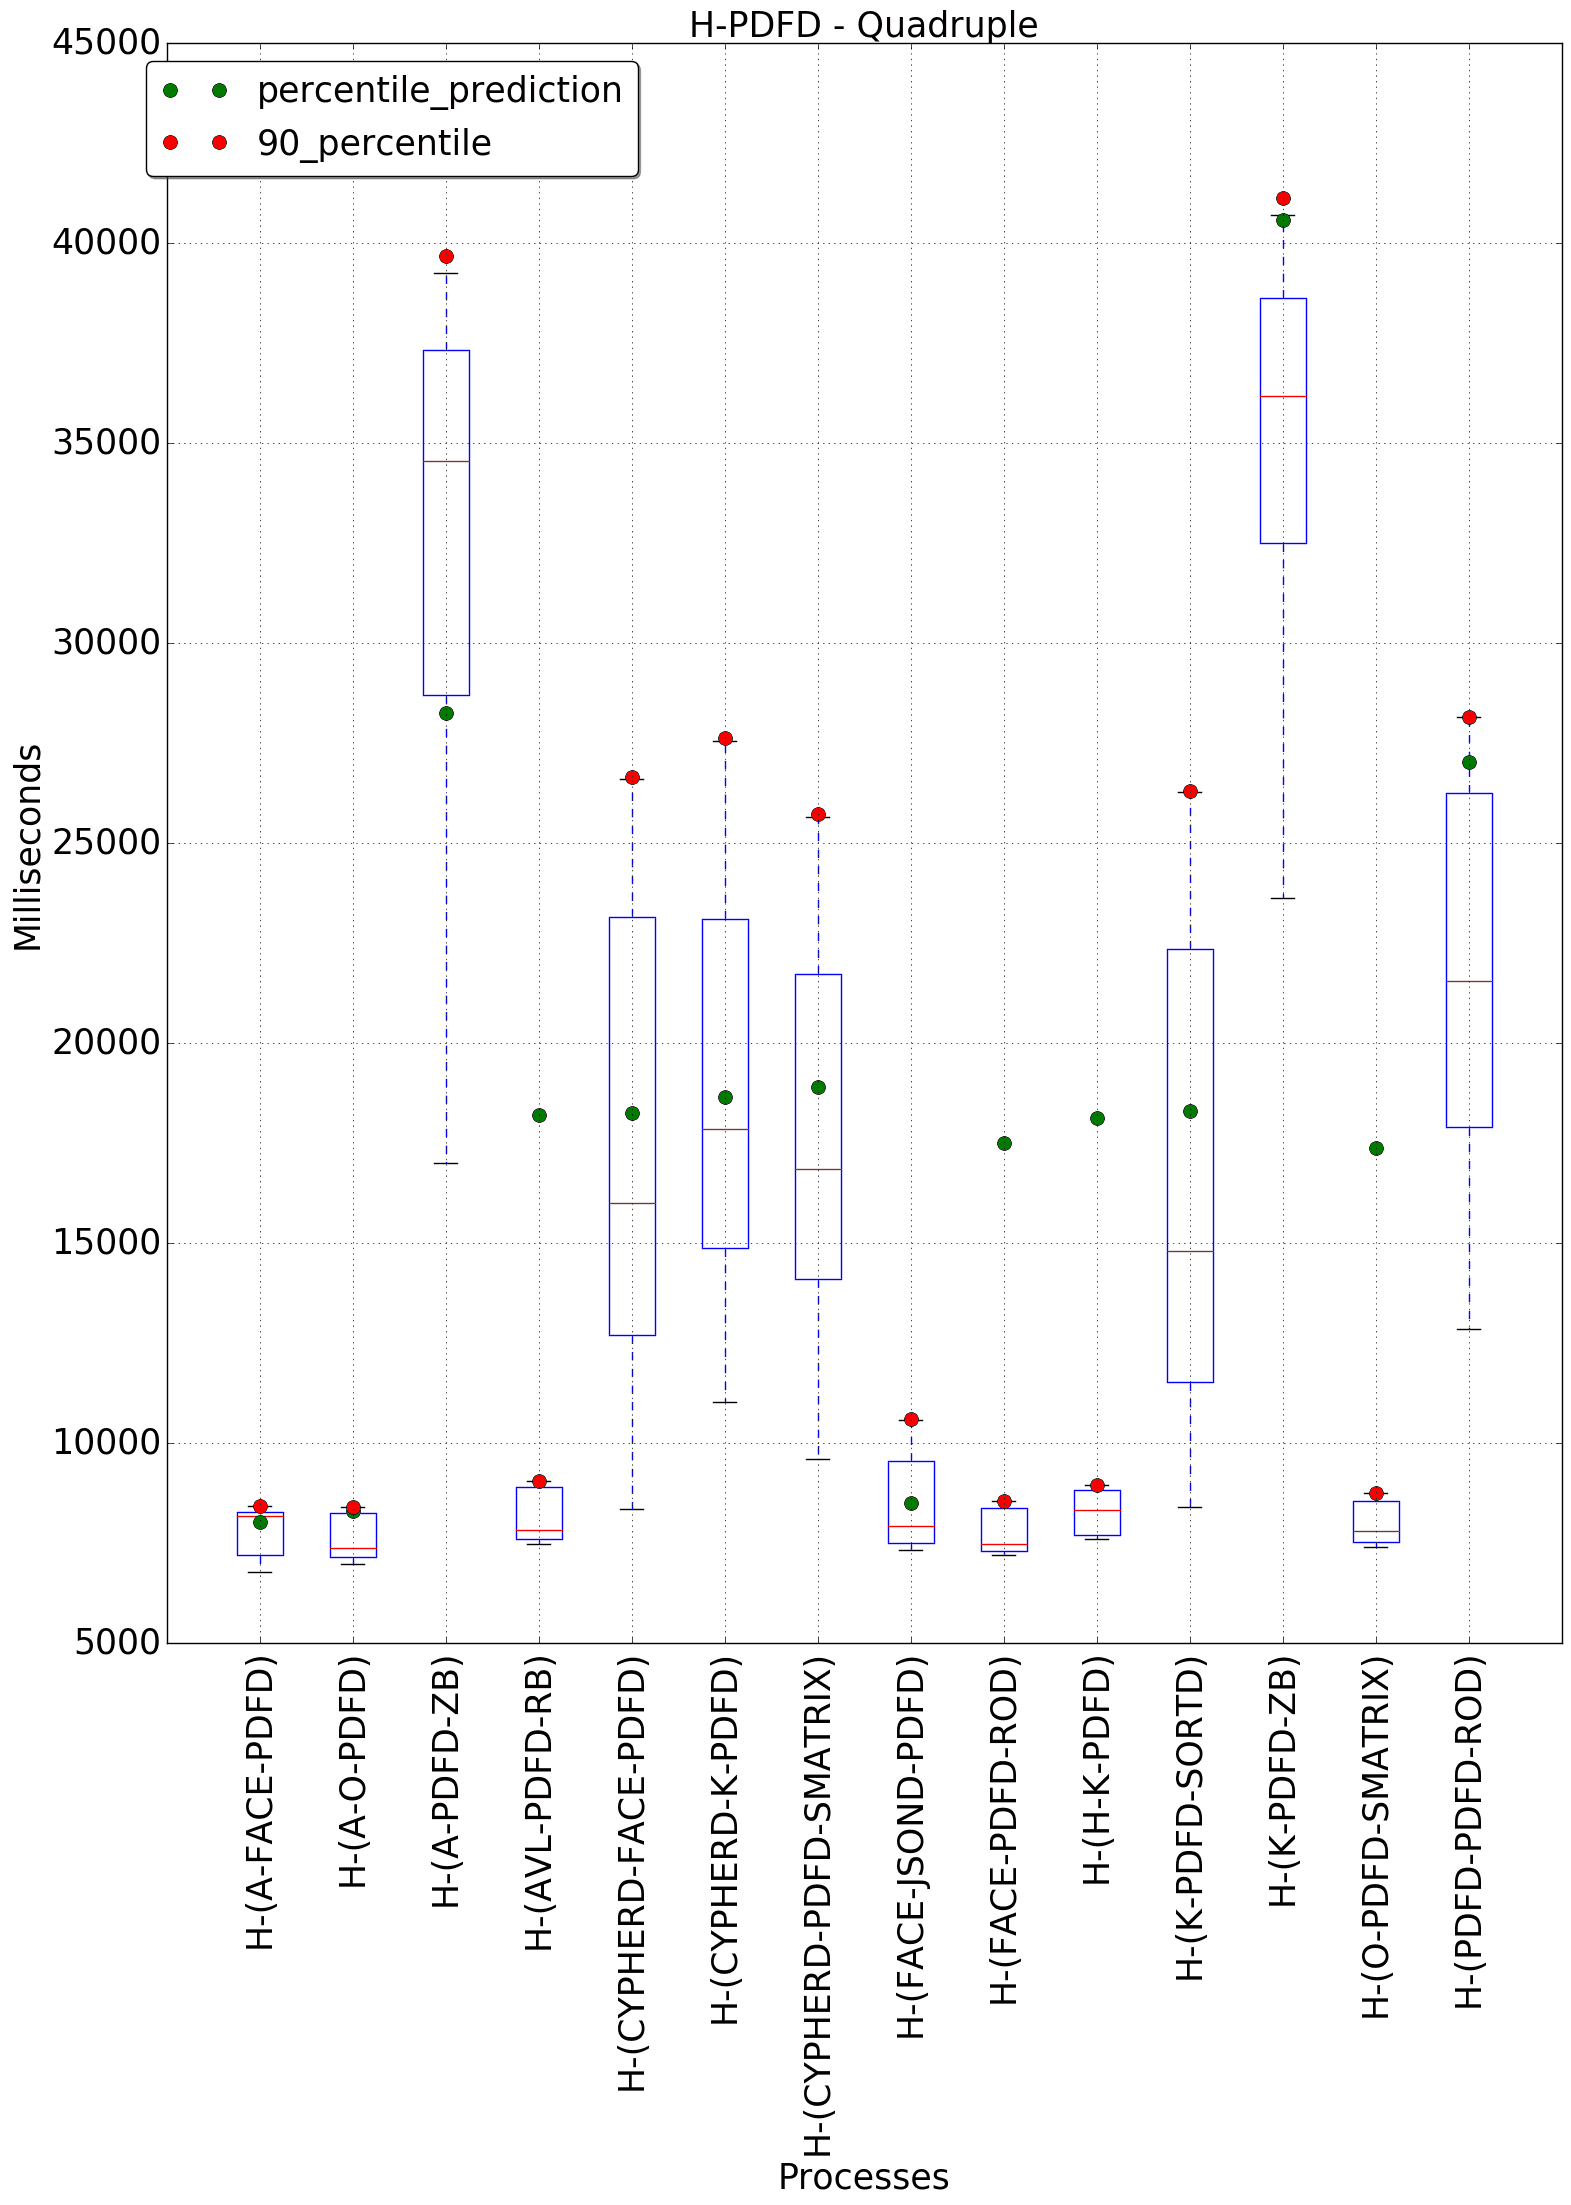 H-PDFD - Quadruple
percentile_prediction
90_percentile
45000
40000
35000
30000
25000
20000
15000
10000
5000
Milliseconds
H-(A-FACE-PDFD)
H-(A-O-PDFD)
H-(A-PDFD-ZB)
H-(AVL-PDFD-RB)
H-(CYPHERD-FACE-PDFD)
H-(CYPHERD-K-PDFD)
H-(CYPHERD-PDFD-SMATRIX)
H-(FACE-JSOND-PDFD)
H-(FACE-PDFD-ROD)
H-(H-K-PDFD)
H-(K-PDFD-SORTD)
H-(K-PDFD-ZB)
H-(O-PDFD-SMATRIX)
H-(PDFD-PDFD-ROD)
Processes